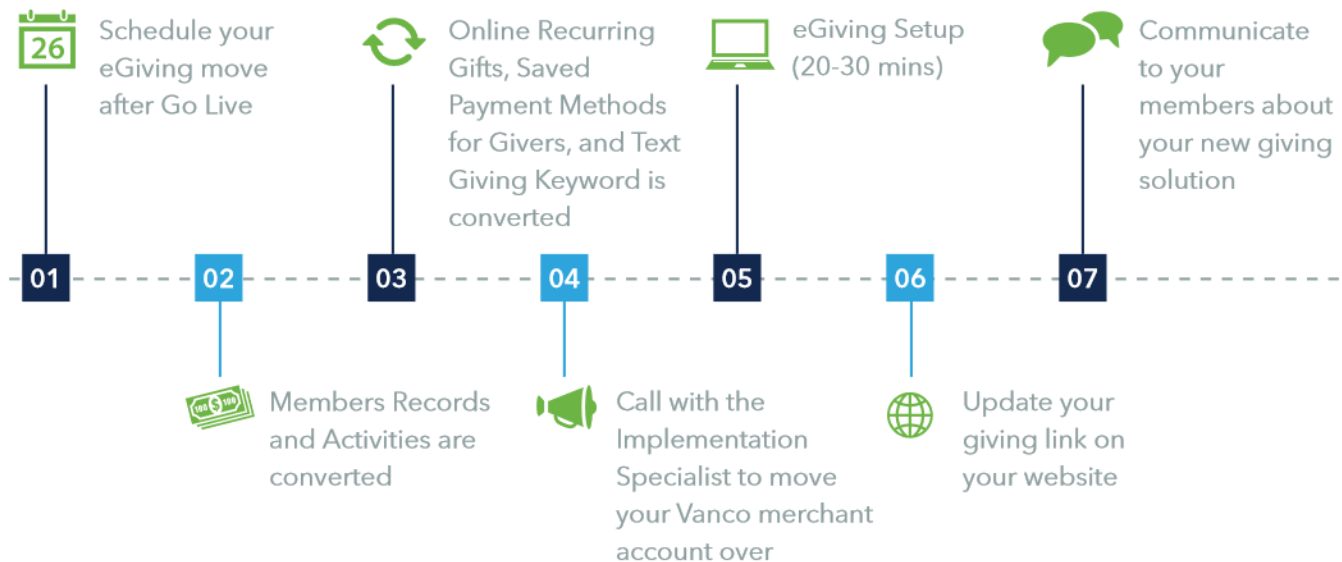 26
Schedule your
eGiving move
after Go Live
Online Recurring
Gifts, Saved
Payment Methods
for Givers, and Text
Giving Keyword is
converted
eGiving Setup
(20-30 mins)
Communicate
to your
members about
your new giving
solution
01
02
03
04
05
06
07
100 $ 100
Members Records
and Activities are
converted
Call with the
Implementation
Specialist to move
your Vanco merchant
account over
Update your
giving link on
your website